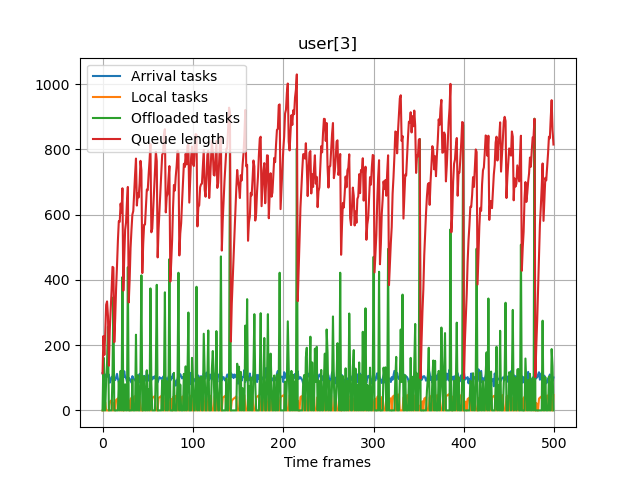 user[3]
Arrival tasks
Local tasks
Offloaded tasks
Queue length
1000
800
600
400
200
0
0 100 200 300 400 500
Time frames